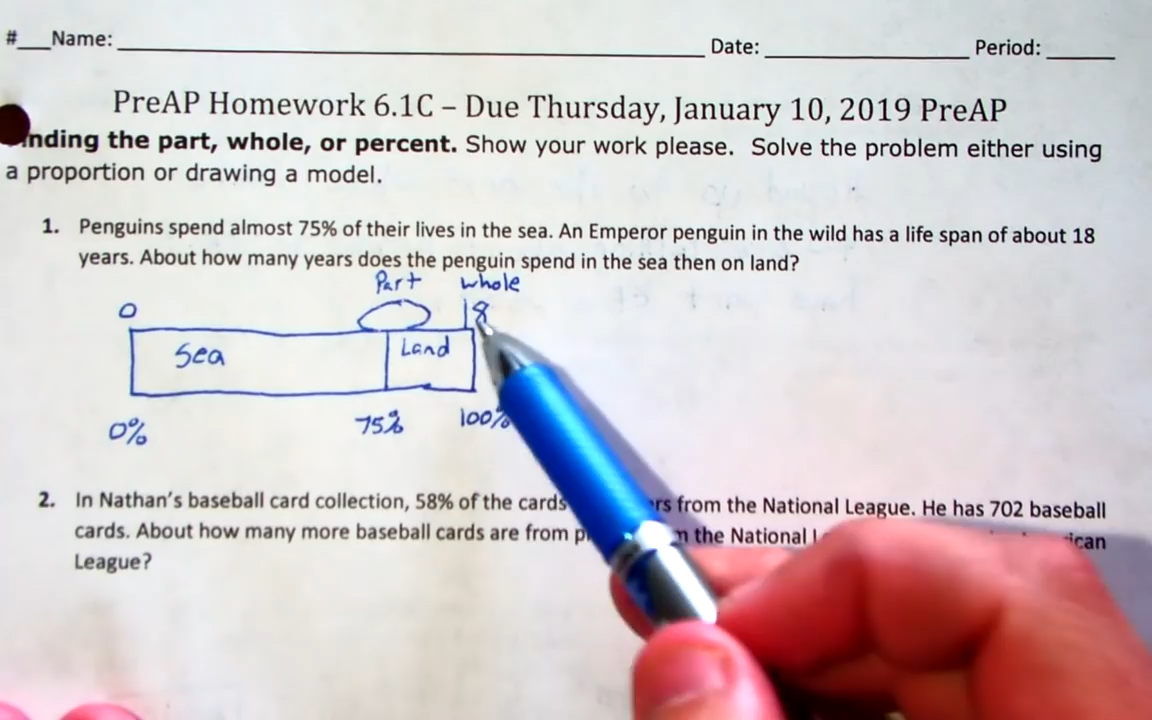 #___Name: ______ Date: ______ Period: ______
PreAP Homework 6.1C – Due Thursday, January 10, 2019 PreAP
nding the part, whole, or percent. Show your work please. Solve the problem either using
a proportion or drawing a model.
1. Penguins spend almost 75% of their lives in the sea. An Emperor penguin in the wild has a life span of about 18
years. About how many years does the penguin spend in the sea then on land?
Part whole
0 18
Sea Land
0% 75% 100%
2. In Nathan's baseball card collection, 58% of the cards rs from the National League. He has 702 baseball
cards. About how many more baseball cards are from p the National ican
League?